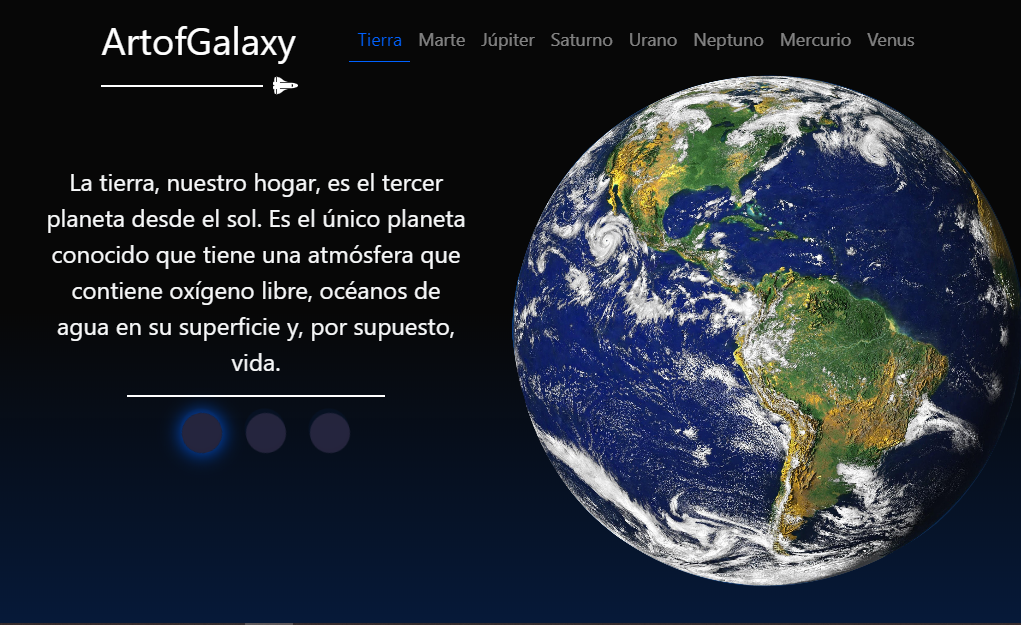 ArtofGalaxy
Tierra Marte Júpiter Saturno Urano Neptuno Mercurio Venus
La tierra, nuestro hogar, es el tercer
planeta desde el sol. Es el único planeta
conocido que tiene una atmósfera que
contiene oxígeno libre, océanos de
agua en su superficie y, por supuesto,
vida.